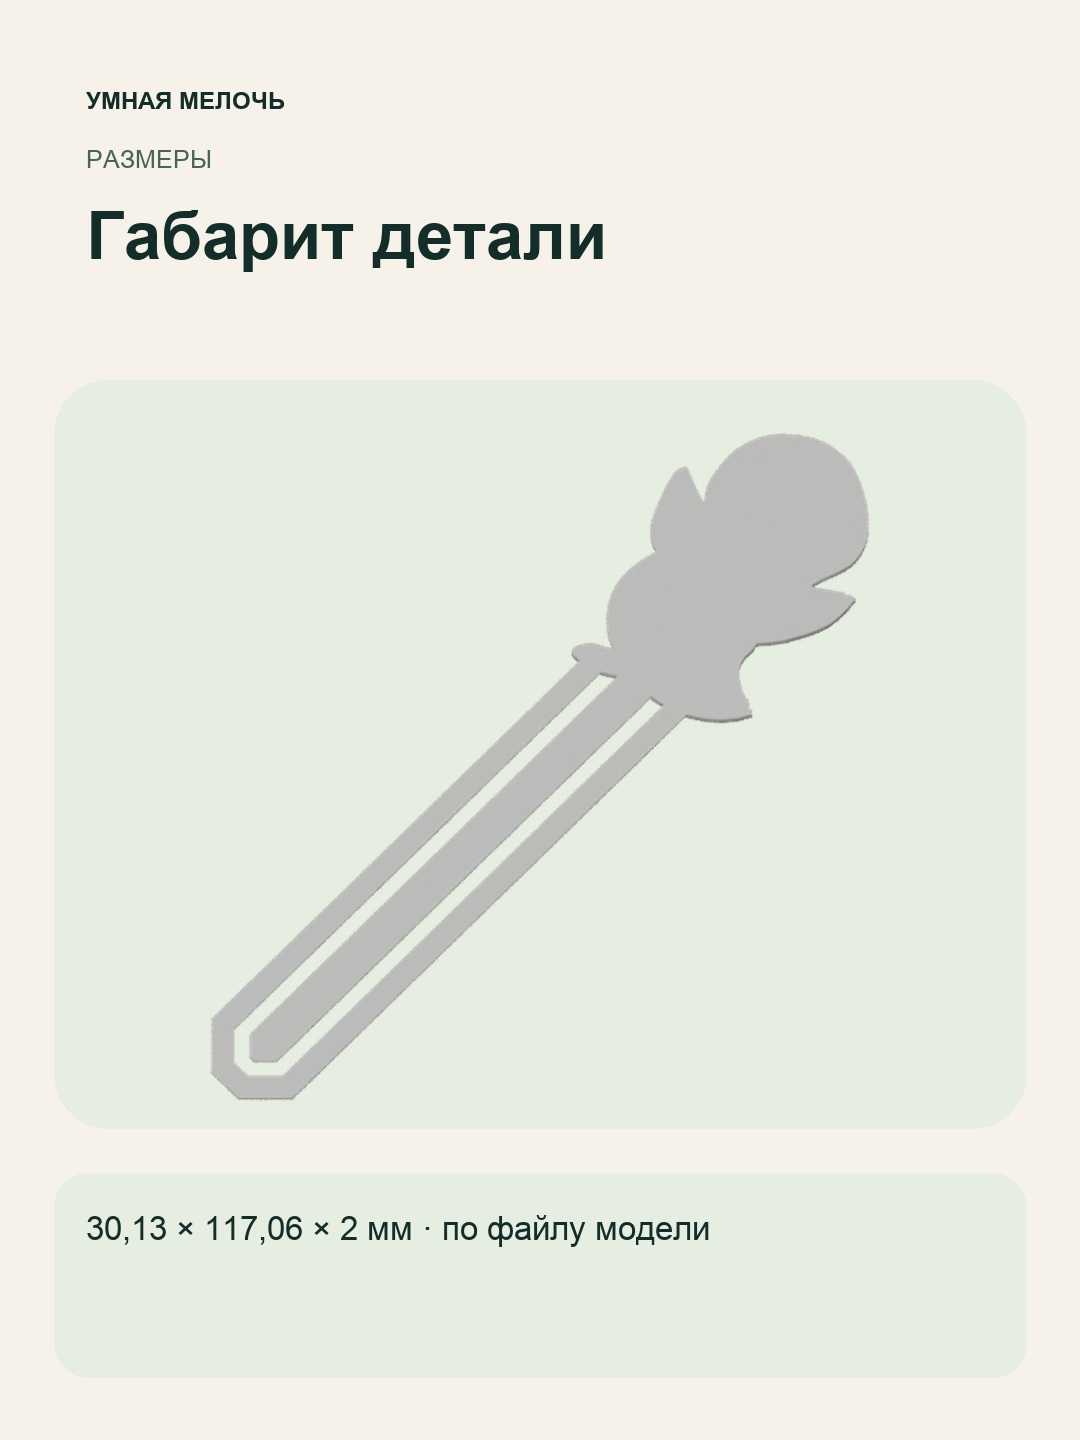 УМНАЯ МЕЛОЧЬ
РАЗМЕРЫ
Габарит детали
30,13 × 117,06 × 2 мм · по файлу модели